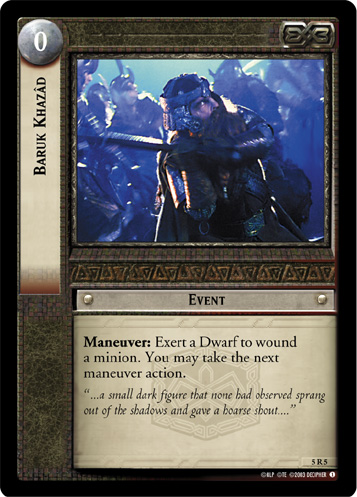 0
BARUK KHAZÂD
EVENT
Maneuver: Exert a Dwarf to wound
a minion. You may take the next
maneuver action.
“...a small dark figure that none had observed sprang
out of the shadows and gave a hoarse shout....”
5 R 5
©NLP ©TE ©2003 DECIPHER